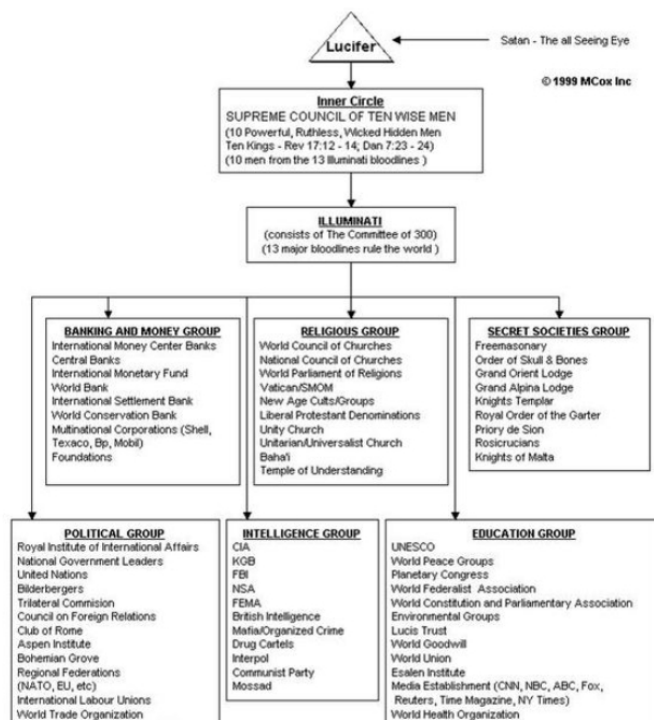 Lucifer
Satan - The all Seeing Eye
© 1999 MCox Inc
Inner Circle
SUPREME COUNCIL OF TEN WISE MEN
(10 Powerful, Ruthless, Wicked Hidden Men
Ten Kings - Rev 17:12 - 14; Dan 7:23 - 24)
(10 men from the 13 Illuminati bloodlines )
ILLUMINATI
(consists of The Committee of 300)
(13 major bloodlines rule the world )
BANKING AND MONEY GROUP
International Money Center Banks
Central Banks
International Monetary Fund
World Bank
International Settlement Bank
World Conservation Bank
Multinational Corporations (Shell,
Texaco, Bp, Mobil)
Foundations
RELIGIOUS GROUP
World Council of Churches
National Council of Churches
World Parliament of Religions
Vatican/SMOM
New Age Cults/Groups
Liberal Protestant Denominations
Unity Church
Unitarian/Universalist Church
Baha'i
Temple of Understanding
SECRET SOCIETIES GROUP
Freemasonary
Order of Skull & Bones
Grand Orient Lodge
Grand Alpina Lodge
Knights Templar
Royal Order of the Garter
Priory de Sion
Rosicrucians
Knights of Malta
POLITICAL GROUP
Royal Institute of International Affairs
National Government Leaders
United Nations
Bilderbergers
Trilateral Commision
Council on Foreign Relations
Club of Rome
Aspen Institute
Bohemian Grove
Regional Federations
(NATO, EU, etc)
International Labour Unions
World Trade Organization
INTELLIGENCE GROUP
CIA
KGB
FBI
NSA
FEMA
British Intelligence
Mafia/Organized Crime
Drug Cartels
Interpol
Communist Party
Mossad
EDUCATION GROUP
UNESCO
World Peace Groups
Planetary Congress
World Federalist Association
World Constitution and Parliamentary Association
Environmental Groups
Lucis Trust
World Goodwill
World Union
Esalen Institute
Media Establishment (CNN, NBC, ABC, Fox,
Reuters, Time Magazine, NY Times)
World Health Organization